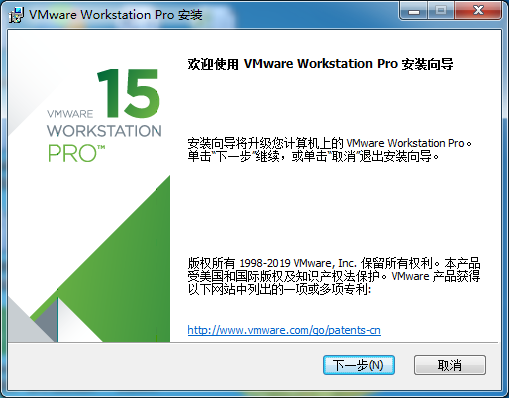 VMware Workstation Pro 安装
欢迎使用 VMware Workstation Pro 安装向导
VMWARE 15
WORKSTATION
PRO™
安装向导将升级您计算机上的 VMware Workstation Pro。
单击“下一步”继续，或单击“取消”退出安装向导。
版权所有 1998-2019 VMware, Inc. 保留所有权利。本产品
受美国和国际版权及知识产权法保护。VMware 产品获得
以下网站中列出的一项或多项专利:
http://www.vmware.com/go/patents-cn
下一步(N)
取消